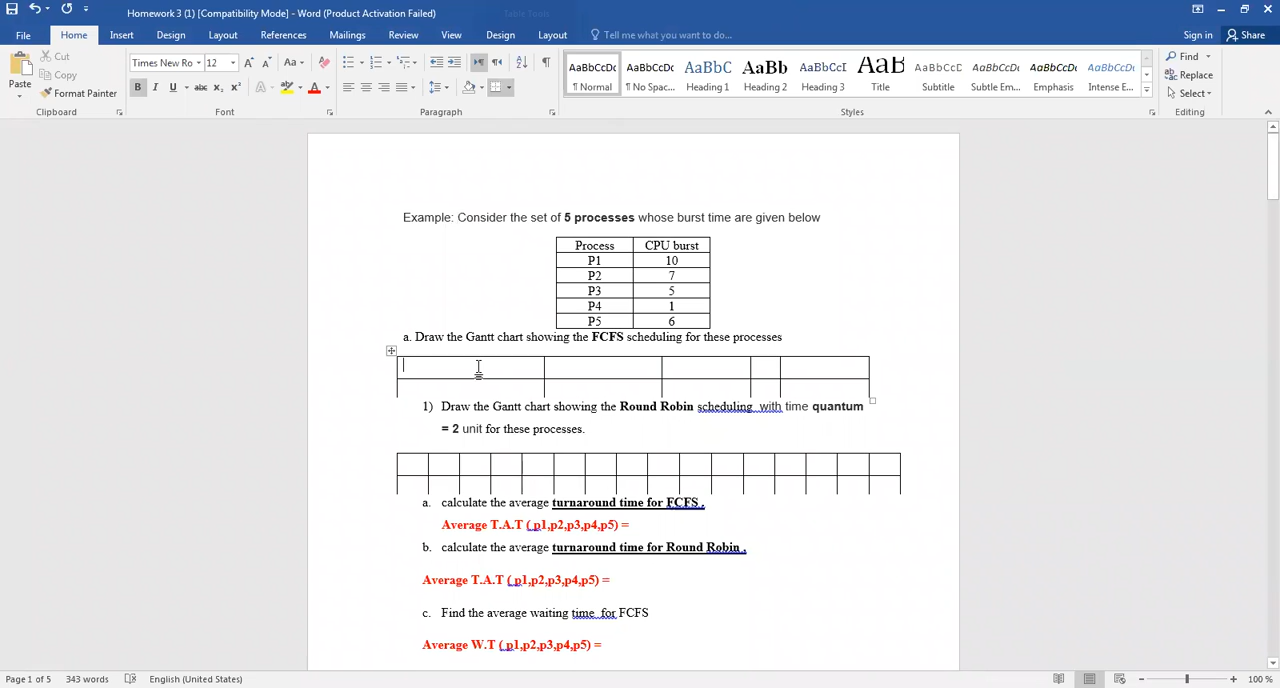 Homework 3 (1) [Compatibility Mode] - Word (Product Activation Failed)
Table Tools
File Home Insert Design Layout References Mailings Review View Design Layout Tell me what you want to do... Sign in Share
Paste
Cut
Copy
Format Painter
Clipboard
Times New Ro 12 A A Aa
B I U abc x₂ x² A A
Font
Paragraph
AaBbCcDc AaBbCcDc AaBbC AaBb AaBbCcI AaB AaBbCcD AaBbCcDc AaBbCcDc AaBbCcDc
¶ Normal ¶ No Spac... Heading 1 Heading 2 Heading 3 Title Subtitle Subtle Em... Emphasis Intense E...
Styles
Find
Replace
Select
Editing
Example: Consider the set of 5 processes whose burst time are given below
Process CPU burst
P1 10
P2 7
P3 5
P4 1
P5 6
a. Draw the Gantt chart showing the FCFS scheduling for these processes
1) Draw the Gantt chart showing the Round Robin scheduling with time quantum
= 2 unit for these processes.
a. calculate the average turnaround time for FCFS .
Average T.A.T ( p1,p2,p3,p4,p5) =
b. calculate the average turnaround time for Round Robin .
Average T.A.T ( p1,p2,p3,p4,p5) =
c. Find the average waiting time for FCFS
Average W.T ( p1,p2,p3,p4,p5) =
Page 1 of 5 343 words English (United States) 100 %